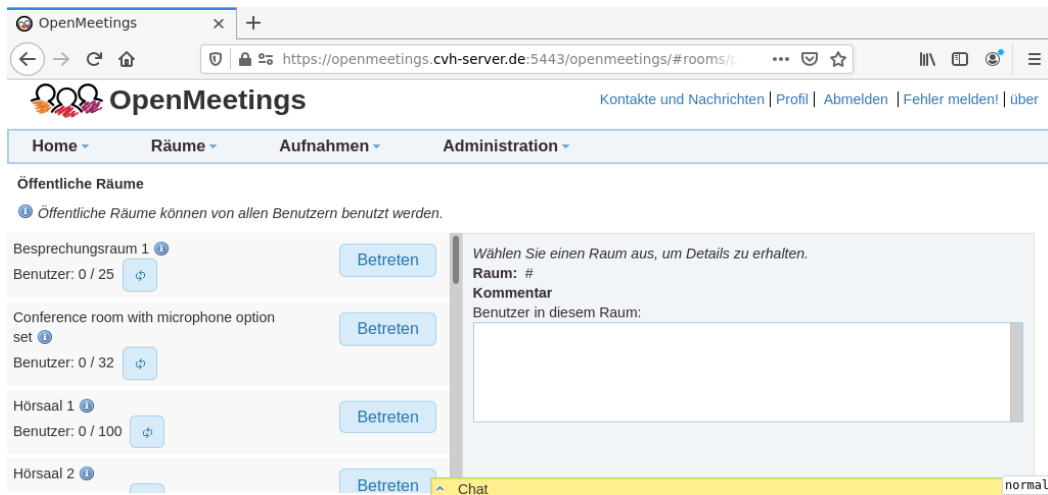 OpenMeetings
https://openmeetings.cvh-server.de:5443/openmeetings/#rooms/
OpenMeetings
Kontakte und Nachrichten | Profil | Abmelden | Fehler melden! | über
Home Räume Aufnahmen Administration
Öffentliche Räume
Öffentliche Räume können von allen Benutzern benutzt werden.
Besprechungsraum 1
Benutzer: 0 / 25
Betreten
Conference room with microphone option
set
Benutzer: 0 / 32
Betreten
Hörsaal 1
Benutzer: 0 / 100
Betreten
Hörsaal 2
Betreten
Wählen Sie einen Raum aus, um Details zu erhalten.
Raum: #
Kommentar
Benutzer in diesem Raum:
Chat
normal